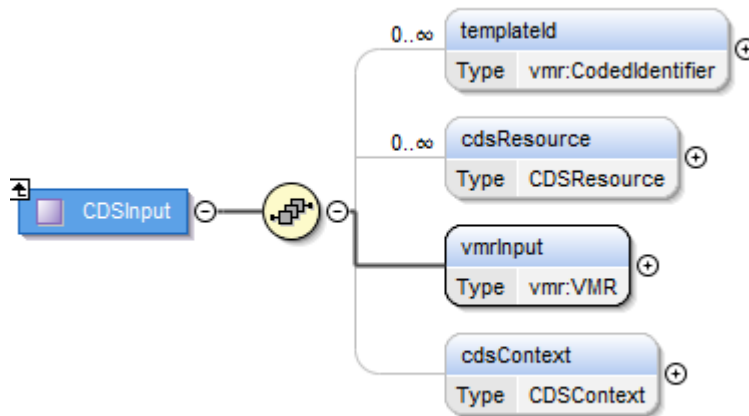 0..∞
templateId
Type vmr:CodedIdentifier
0..∞
cdsResource
Type CDSResource
CDSInput
vmrInput
Type vmr:VMR
cdsContext
Type CDSContext